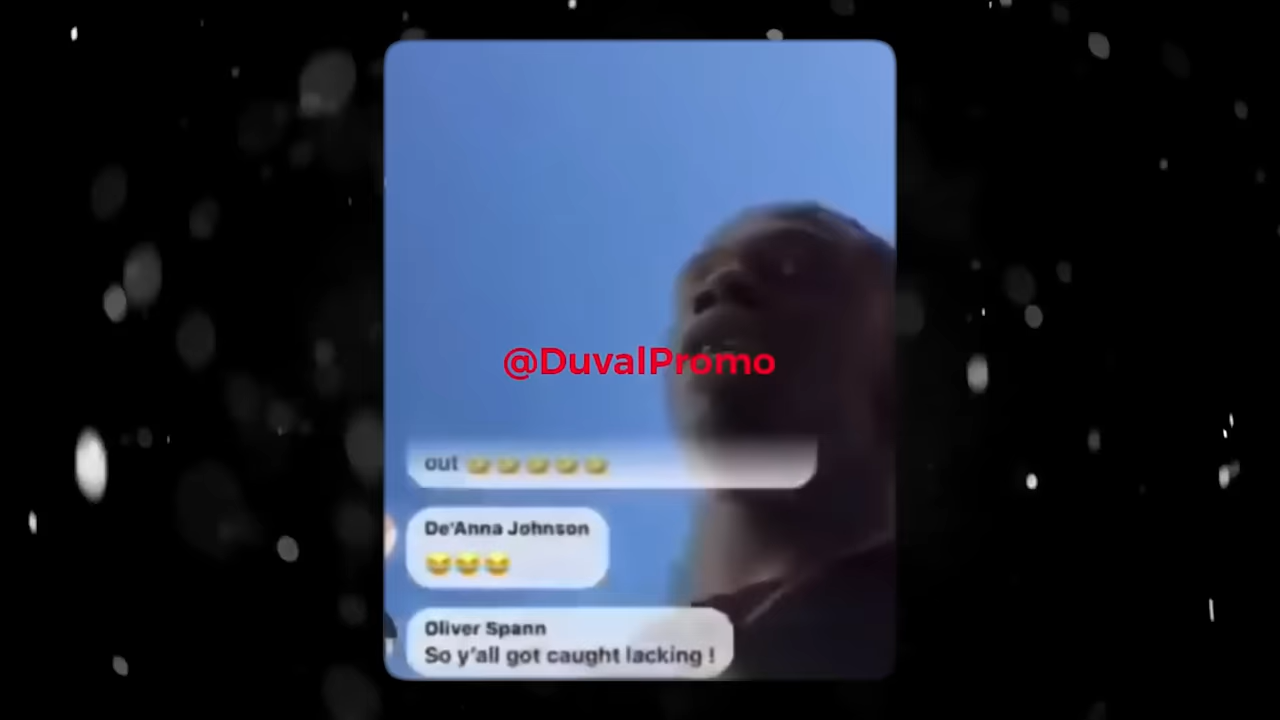 @DuvalPromo
out 😂😂😂😂😂
De'Anna Johnson
😆😆😆
Oliver Spann
So y'all got caught lacking !